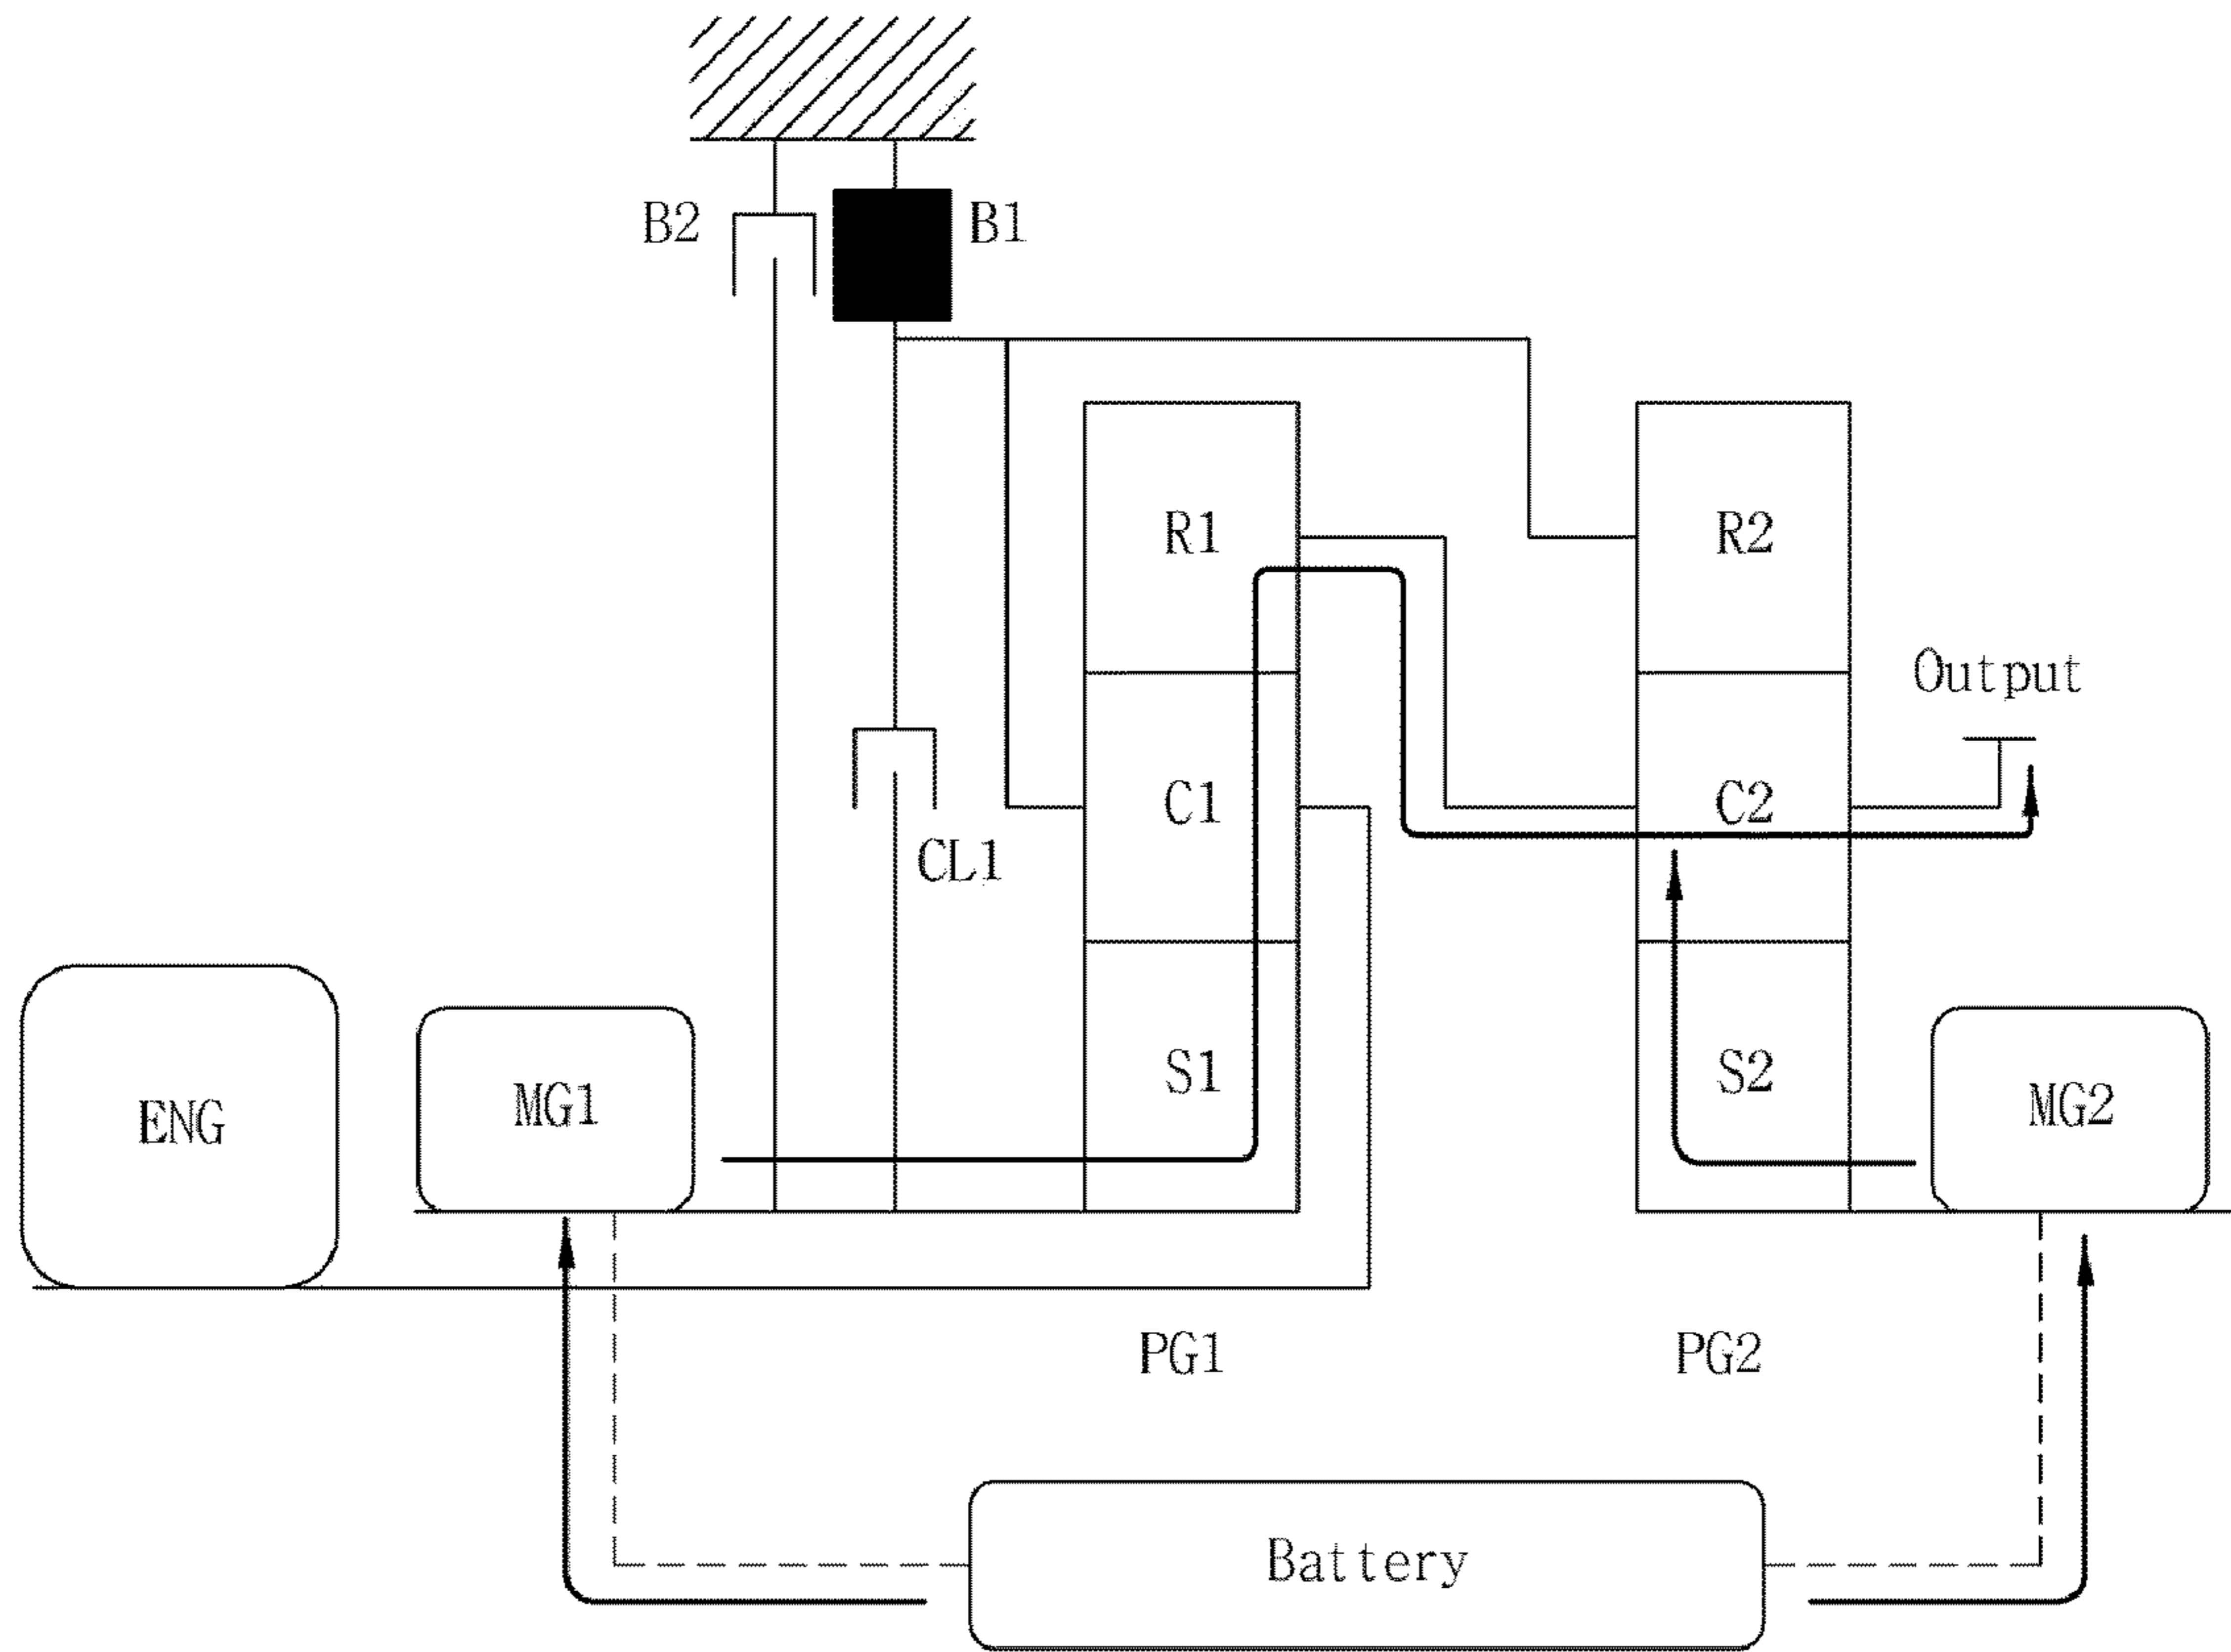 B2
B1
R1
R2
Output
C1
C2
CL1
S1
S2
ENG
MG1
MG2
PG1
PG2
Battery